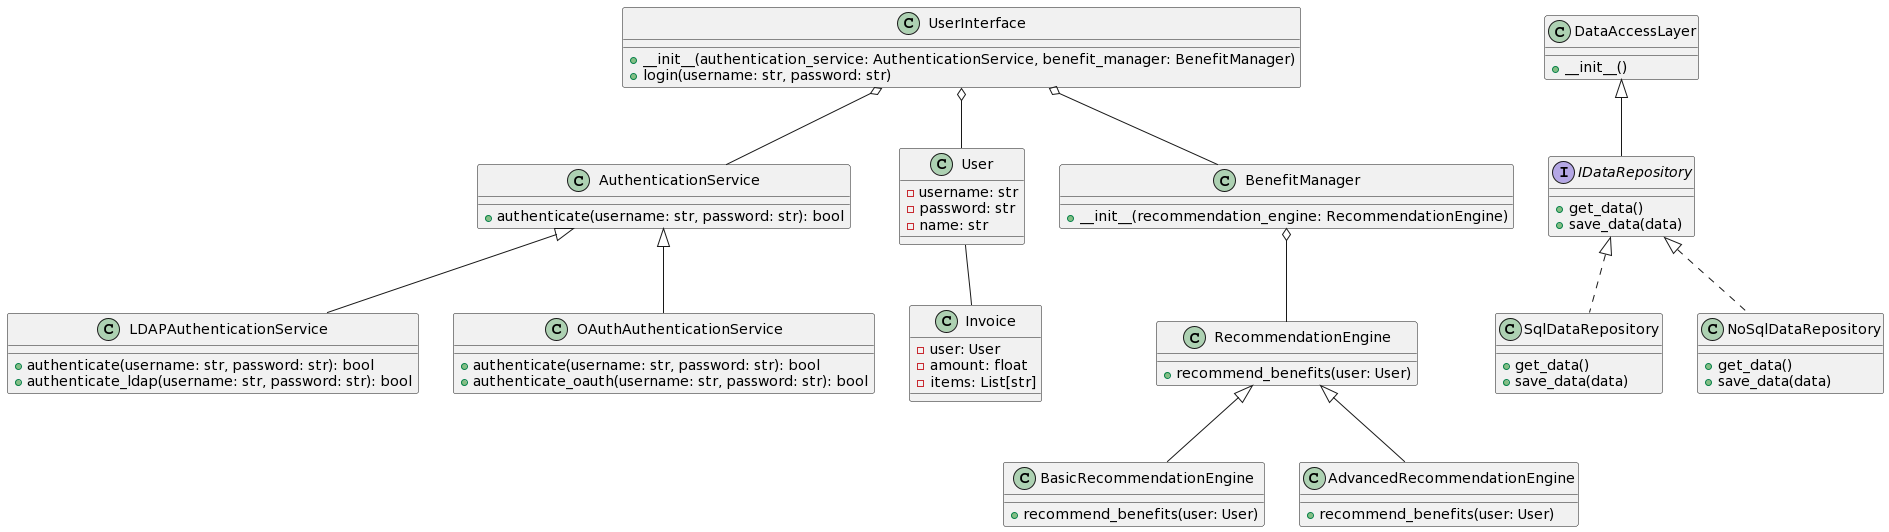 C UserInterface
__init__(authentication_service: AuthenticationService, benefit_manager: BenefitManager)
login(username: str, password: str)
C DataAccessLayer
__init__()
C AuthenticationService
authenticate(username: str, password: str): bool
C User
username: str
password: str
name: str
C BenefitManager
__init__(recommendation_engine: RecommendationEngine)
I IDataRepository
get_data()
save_data(data)
C LDAPAuthenticationService
authenticate(username: str, password: str): bool
authenticate_ldap(username: str, password: str): bool
C OAuthAuthenticationService
authenticate(username: str, password: str): bool
authenticate_oauth(username: str, password: str): bool
C Invoice
user: User
amount: float
items: List[str]
C RecommendationEngine
recommend_benefits(user: User)
C SqlDataRepository
get_data()
save_data(data)
C NoSqlDataRepository
get_data()
save_data(data)
C BasicRecommendationEngine
recommend_benefits(user: User)
C AdvancedRecommendationEngine
recommend_benefits(user: User)